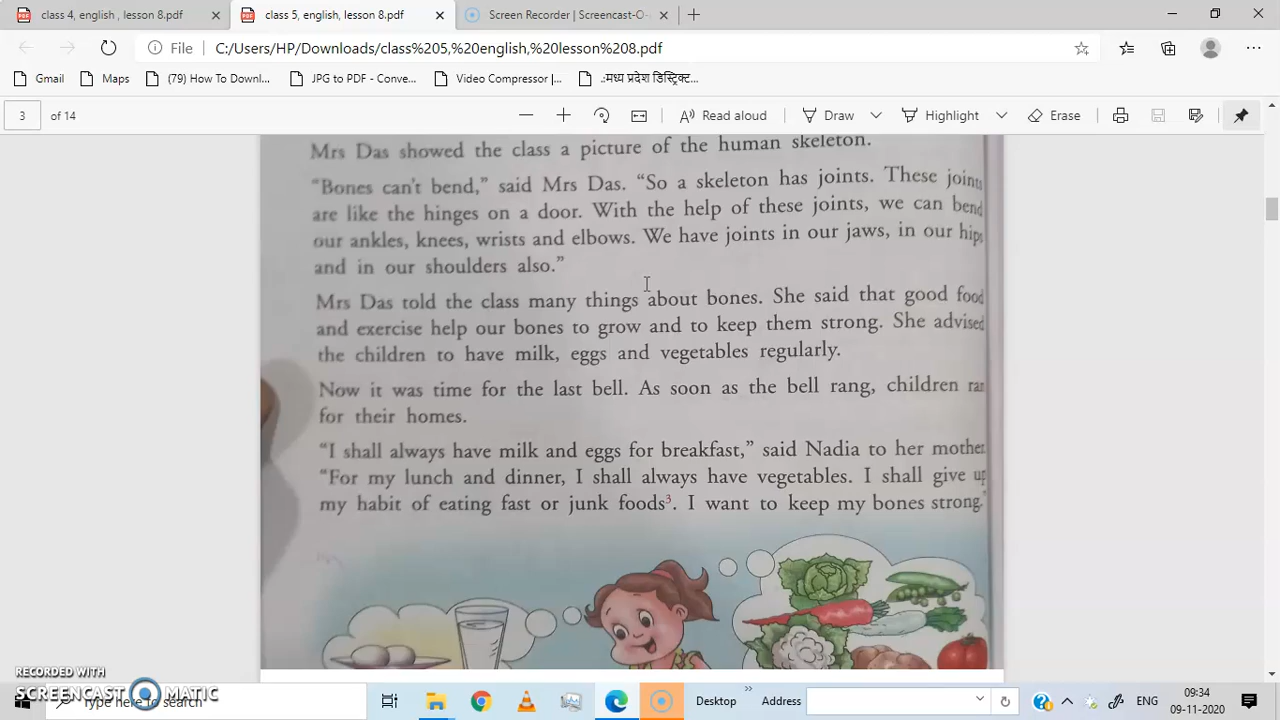 class 4, english , lesson 8.pdf
class 5, english, lesson 8.pdf
Screen Recorder | Screencast-O-
File C:/Users/HP/Downloads/class%205,%20english,%20lesson%208.pdf
Gmail Maps (79) How To Downl... JPG to PDF - Conve... Video Compressor |... .:मध्य प्रदेश डिस्ट्रिक्ट...
3 of 14 Read aloud Draw Highlight Erase
Mrs Das showed the class a picture of the human skeleton.
“Bones can’t bend,” said Mrs Das. “So a skeleton has joints. These joints
are like the hinges on a door. With the help of these joints, we can bend
our ankles, knees, wrists and elbows. We have joints in our jaws, in our hips
and in our shoulders also.”
Mrs Das told the class many things about bones. She said that good food
and exercise help our bones to grow and to keep them strong. She advised
the children to have milk, eggs and vegetables regularly.
Now it was time for the last bell. As soon as the bell rang, children ran
for their homes.
“I shall always have milk and eggs for breakfast,” said Nadia to her mother.
“For my lunch and dinner, I shall always have vegetables. I shall give up
my habit of eating fast or junk foods³. I want to keep my bones strong.”
RECORDED WITH
SCREENCAST MATIC
Type here to search
Desktop
Address
ENG
09:34
09-11-2020